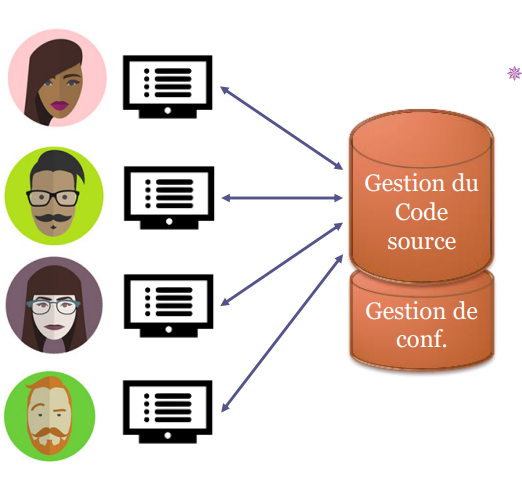 Gestion du
Code
source
Gestion de
conf.